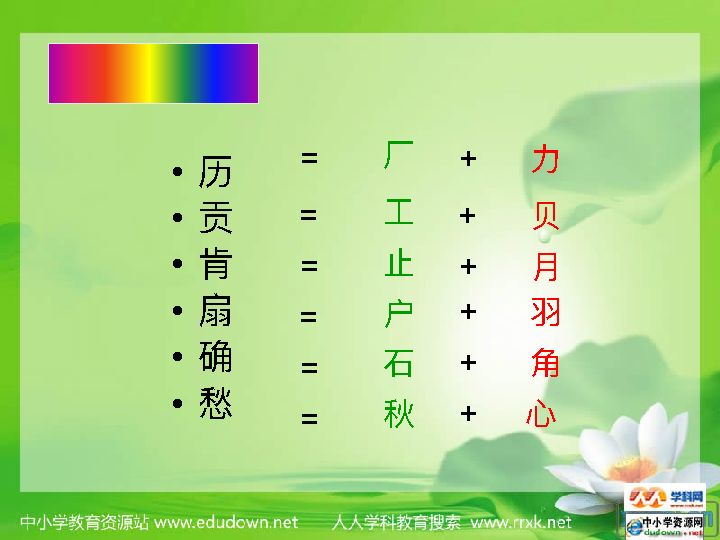 • 历 = 厂 + 力
• 贡 = 工 + 贝
• 肯 = 止 + 月
• 扇 = 户 + 羽
• 确 = 石 + 角
• 愁 = 秋 + 心
中小学教育资源站 www.edudown.net 人人学科教育搜索 www.rrxk.net
学科网
中小学资源网
dudown.net